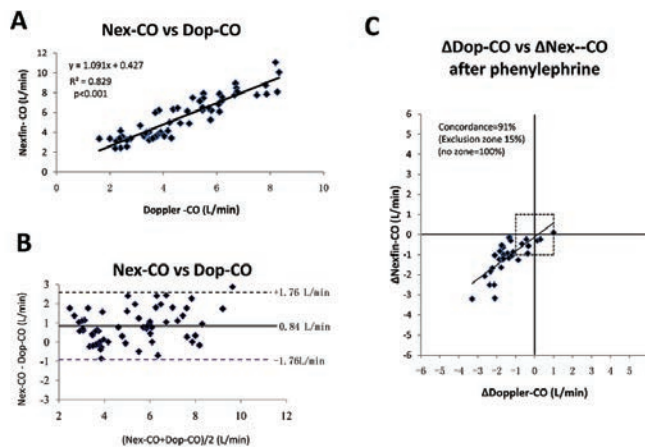 A
Nex-CO vs Dop-CO
Nexfin- CO (L/min)
12
10
8
6
4
2
0
y = 1.091x + 0.427
R² = 0.829
p<0.001
0 2 4 6 8 10
Doppler -CO (L/min)
B
Nex-CO vs Dop-CO
Nex-CO - Dop-CO (L/min)
3
2
1
0
-1
-2
-3
+1.76 L/min
0.84 L/min
-1.76L/min
2 4 6 8 10 12
(Nex-CO+Dop-CO)/2 (L/min)
C
ΔDop-CO vs ΔNex--CO
after phenylephrine
ΔNexfin-CO (L/min)
6
5
4
3
2
1
0
-1
-2
-3
-4
-5
-6
Concordance=91%
(Exclusion zone 15%)
(no zone=100%)
-6 -5 -4 -3 -2 -1 0 1 2 3 4 5
ΔDoppler-CO (L/min)